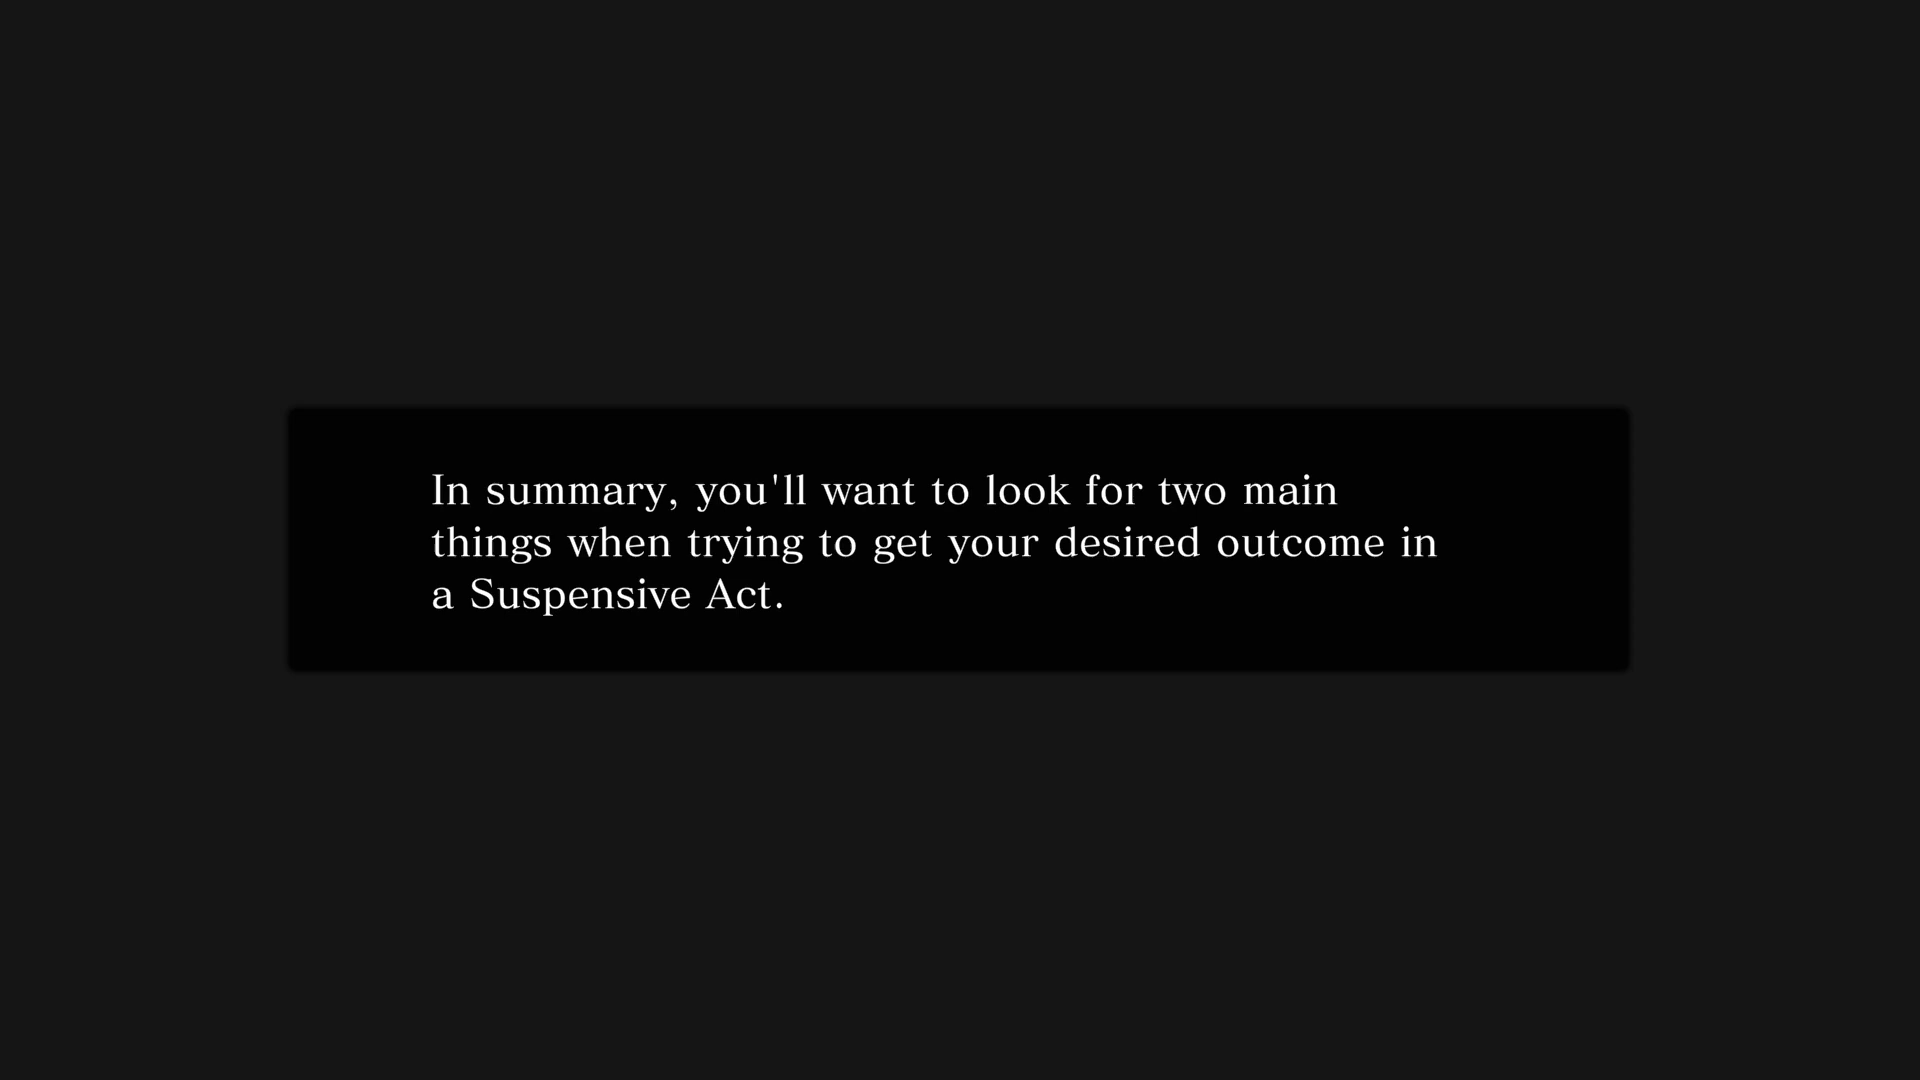 In summary, you'll want to look for two main
things when trying to get your desired outcome in
a Suspensive Act.